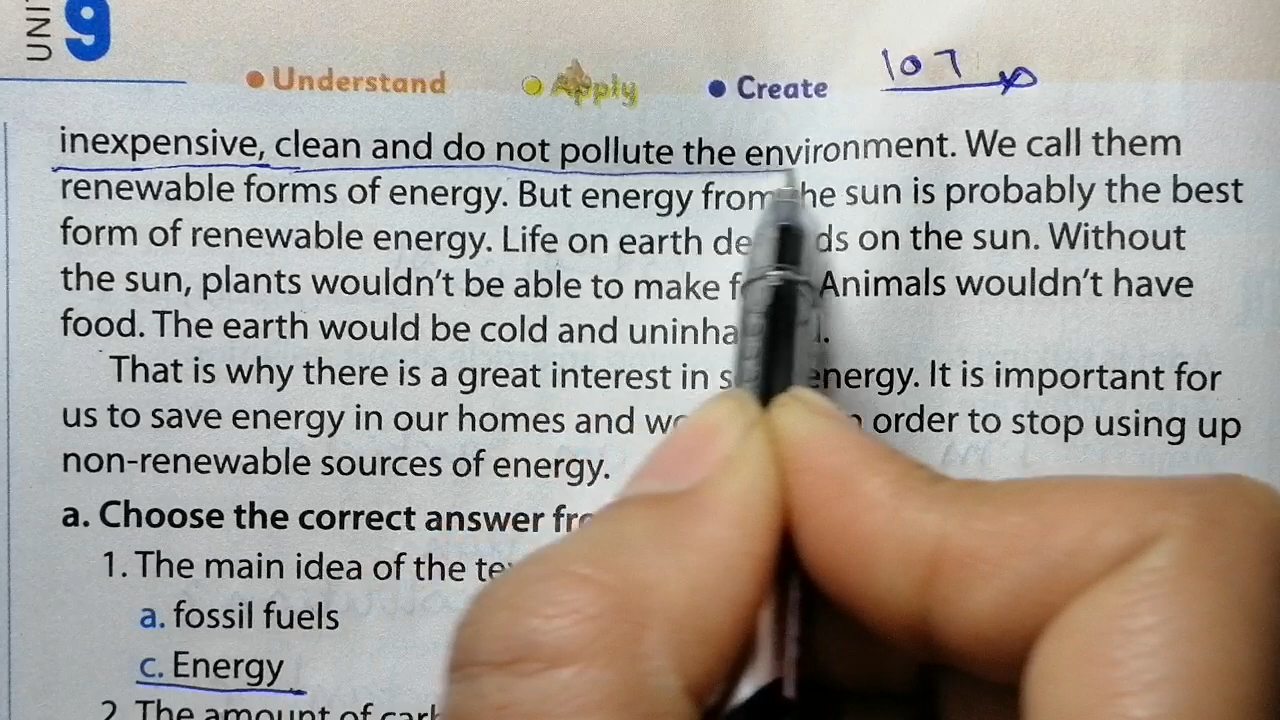 UNI
9
Understand Apply Create 107
inexpensive, clean and do not pollute the environment. We call them
renewable forms of energy. But energy from the sun is probably the best
form of renewable energy. Life on earth de ds on the sun. Without
the sun, plants wouldn't be able to make f Animals wouldn't have
food. The earth would be cold and uninha
That is why there is a great interest in s energy. It is important for
us to save energy in our homes and wo order to stop using up
non-renewable sources of energy.
a. Choose the correct answer fr
1. The main idea of the te
a. fossil fuels
c. Energy
2. The amount of car